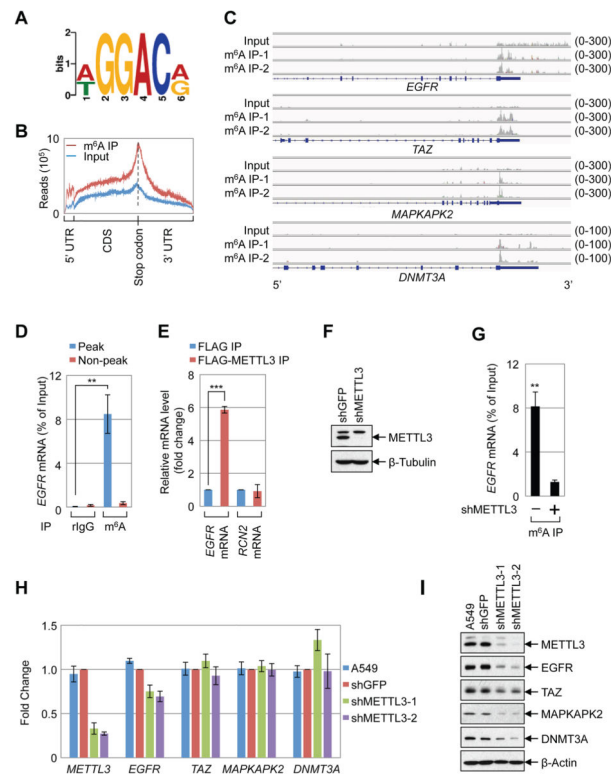 A
2
bits
1
0
A
T
G
G
A
C
A
G
1 2 3 4 5 6
B
m6A IP
Input
Reads (10⁵)
10
8
6
4
2
0
5' UTR
CDS
Stop codon
3' UTR
C
Input (0-300)
m6A IP-1 (0-300)
m6A IP-2 (0-300)
EGFR
Input (0-300)
m6A IP-1 (0-300)
m6A IP-2 (0-300)
TAZ
Input (0-300)
m6A IP-1 (0-300)
m6A IP-2 (0-300)
MAPKAPK2
Input (0-100)
m6A IP-1 (0-100)
m6A IP-2 (0-100)
DNMT3A
5' 3'
D
Peak
Non-peak
EGFR mRNA (% of Input)
12
8
4
0
**
IP rIgG m6A
E
FLAG IP
FLAG-METTL3 IP
Relative mRNA level
(fold change)
8
6
4
2
0
***
EGFR
mRNA
RCN2
mRNA
F
shGFP
shMETTL3
METTL3
β-Tubulin
G
EGFR mRNA (% of Input)
12
8
4
0
**
shMETTL3 − +
m6A IP
H
Fold Change
1.5
1.0
0.5
0
A549
shGFP
shMETTL3-1
shMETTL3-2
METTL3 EGFR TAZ MAPKAPK2 DNMT3A
I
A549
shGFP
shMETTL3-1
shMETTL3-2
METTL3
EGFR
TAZ
MAPKAPK2
DNMT3A
β-Actin